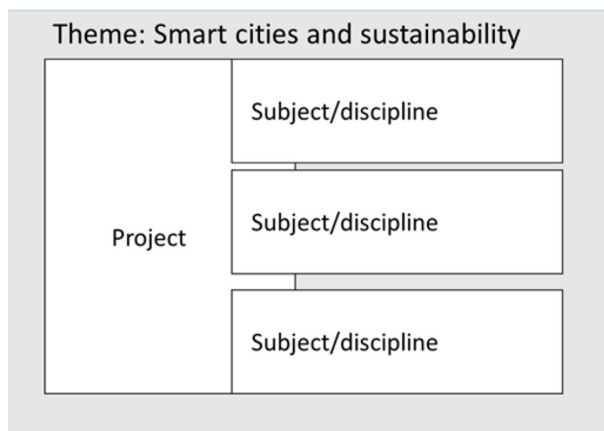 Theme: Smart cities and sustainability
Subject/discipline
Project
Subject/discipline
Subject/discipline